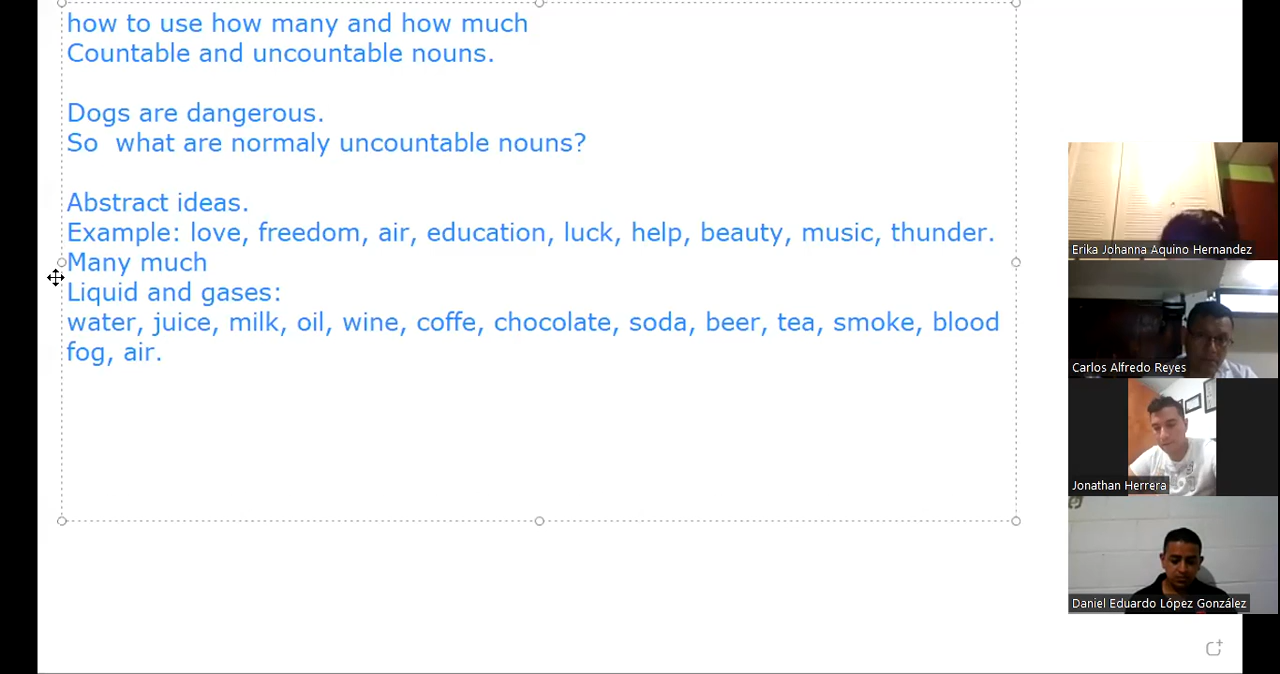 how to use how many and how much
Countable and uncountable nouns.
Dogs are dangerous.
So  what are normaly uncountable nouns?
Abstract ideas.
Example: love, freedom, air, education, luck, help, beauty, music, thunder.
Many much
Liquid and gases:
water, juice, milk, oil, wine, coffe, chocolate, soda, beer, tea, smoke, blood
fog, air.
Erika Johanna Aquino Hernandez
Carlos Alfredo Reyes
Jonathan Herrera
Daniel Eduardo López González